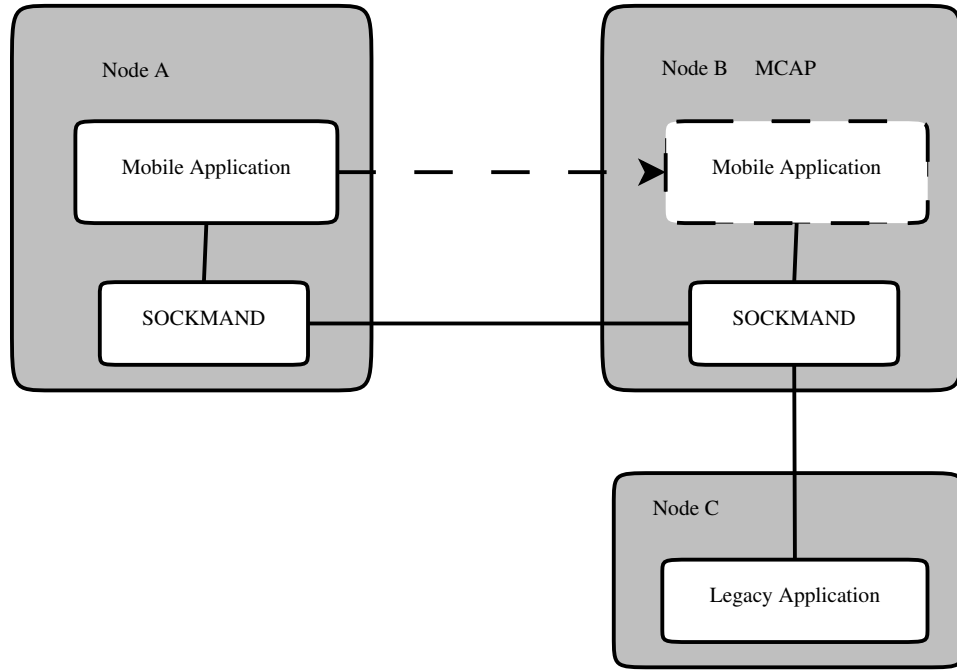 Node A
Node B MCAP
Mobile Application
Mobile Application
SOCKMAND
SOCKMAND
Node C
Legacy Application